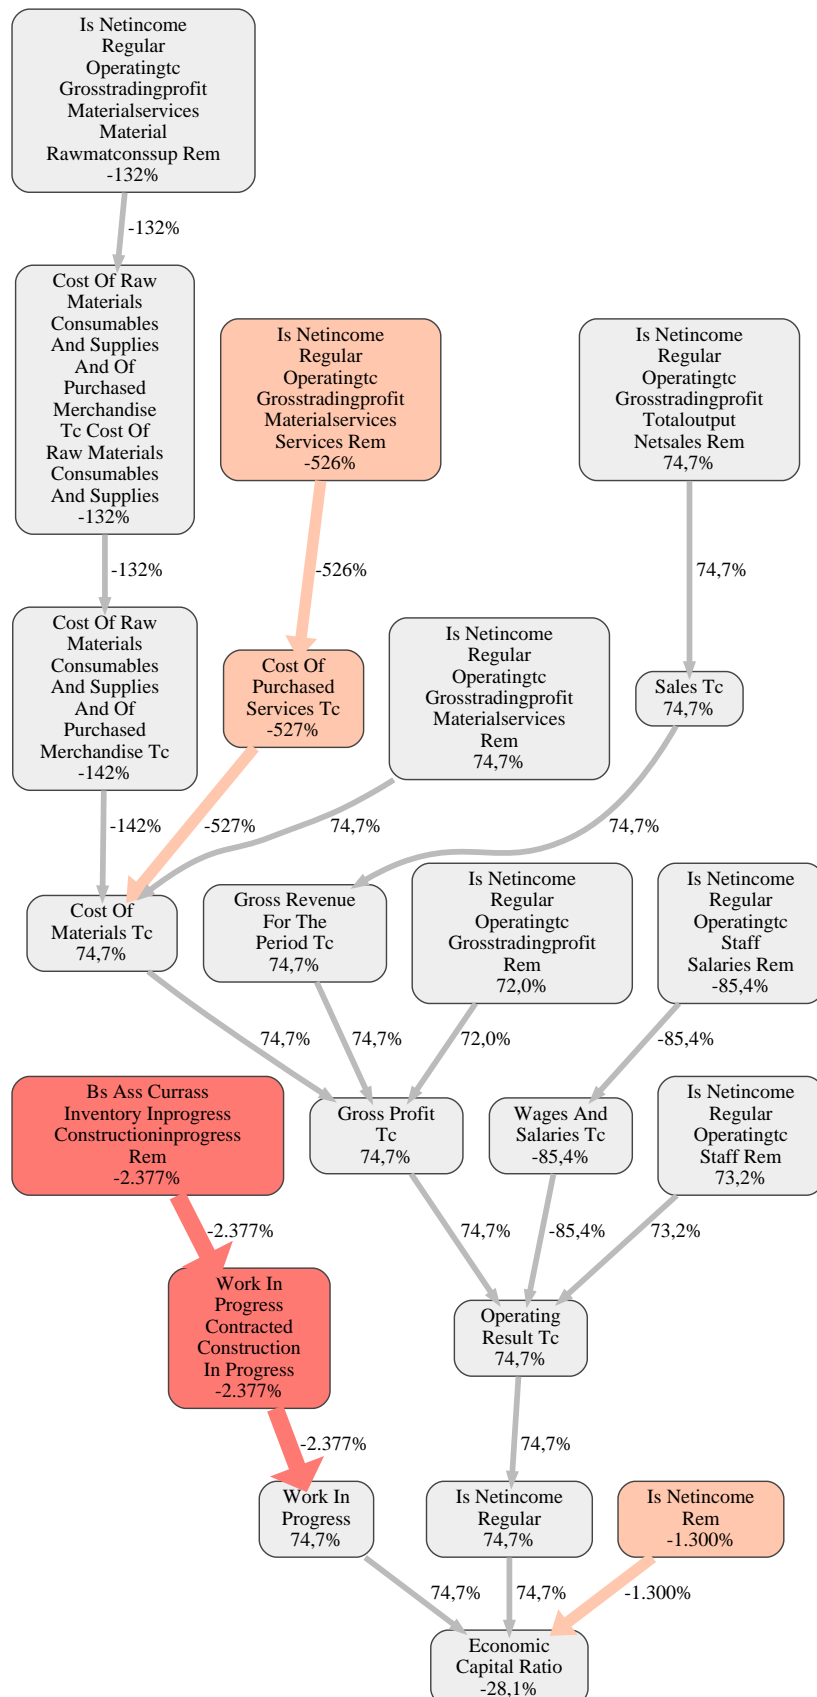 Is Netincome
Regular
Operatingtc
Grosstradingprofit
Materialservices
Material
Rawmatconssup Rem
-132%
-132%
Cost Of Raw
Materials
Consumables
And Supplies
And Of
Purchased
Merchandise
Tc Cost Of
Raw Materials
Consumables
And Supplies
-132%
Is Netincome
Regular
Operatingtc
Grosstradingprofit
Materialservices
Services Rem
-526%
Is Netincome
Regular
Operatingtc
Grosstradingprofit
Totaloutput
Netsales Rem
74,7%
-132%
-526%
74,7%
Cost Of Raw
Materials
Consumables
And Supplies
And Of
Purchased
Merchandise Tc
-142%
Cost Of
Purchased
Services Tc
-527%
Is Netincome
Regular
Operatingtc
Grosstradingprofit
Materialservices
Rem
74,7%
Sales Tc
74,7%
-142%
-527%
74,7%
74,7%
Cost Of
Materials Tc
74,7%
Gross Revenue
For The
Period Tc
74,7%
Is Netincome
Regular
Operatingtc
Grosstradingprofit
Rem
72,0%
Is Netincome
Regular
Operatingtc
Staff
Salaries Rem
-85,4%
74,7%
74,7%
72,0%
-85,4%
Bs Ass Currass
Inventory Inprogress
Constructioninprogress
Rem
-2.377%
Gross Profit
Tc
74,7%
Wages And
Salaries Tc
-85,4%
Is Netincome
Regular
Operatingtc
Staff Rem
73,2%
-2.377%
74,7%
-85,4%
73,2%
Work In
Progress
Contracted
Construction
In Progress
-2.377%
Operating
Result Tc
74,7%
-2.377%
74,7%
Work In
Progress
74,7%
Is Netincome
Regular
74,7%
Is Netincome
Rem
-1.300%
74,7%
74,7%
-1.300%
Economic
Capital Ratio
-28,1%